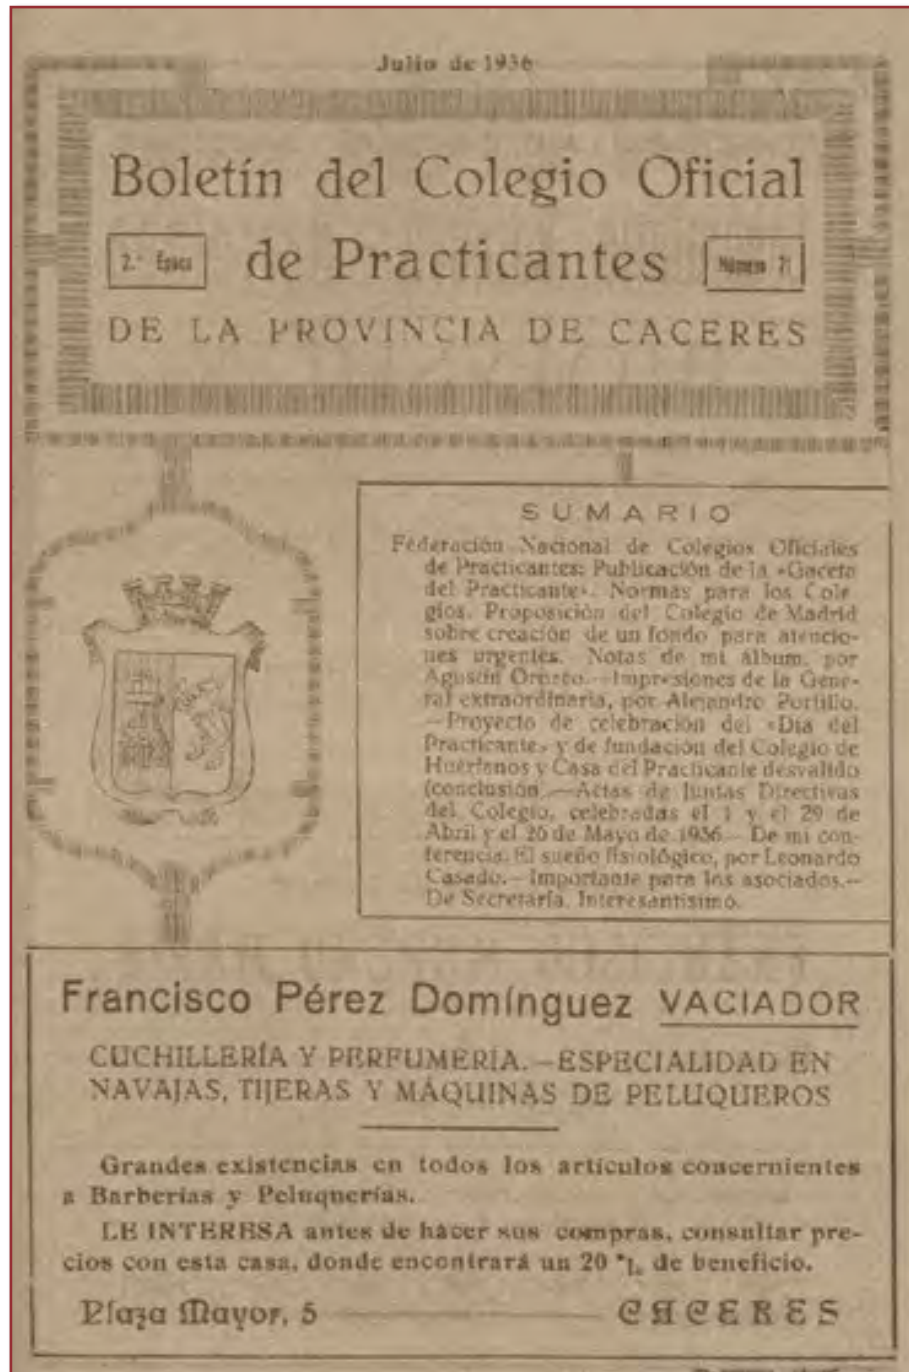 Julio de 1936
Boletín del Colegio Oficial
2.ª Época
de Practicantes
Número 71
DE LA PROVINCIA DE CACERES
SUMARIO
Federación Nacional de Colegios Oficiales
de Practicantes: Publicación de la «Gaceta
del Practicante». Normas para los Cole-
gios. Proposición del Colegio de Madrid
sobre creación de un fondo para atencio-
nes urgentes. Notas de mi álbum, por
Agustín Orozco.—Impresiones de la Gene-
ral extraordinaria, por Alejandro Portillo.
—Proyecto de celebración del «Día del
Practicante» y de fundación del Colegio de
Huérfanos y Casa del Practicante desvalido
(conclusión).—Actas de Juntas Directivas
del Colegio, celebradas el 1 y el 29 de
Abril y el 26 de Mayo de 1936.— De mi con-
ferencia. El sueño fisiológico, por Leonardo
Casado.—Importante para los asociados.—
De Secretaría. Interesantísimo.
Francisco Pérez Domínguez VACIADOR
CUCHILLERÍA Y PERFUMERÍA.—ESPECIALIDAD EN
NAVAJAS, TIJERAS Y MÁQUINAS DE PELUQUEROS
Grandes existencias en todos los artículos concernientes
a Barberías y Peluquerías.
LE INTERESA antes de hacer sus compras, consultar pre-
cios con esta casa, donde encontrará un 20 % de beneficio.
Plaza Mayor, 5
CACERES